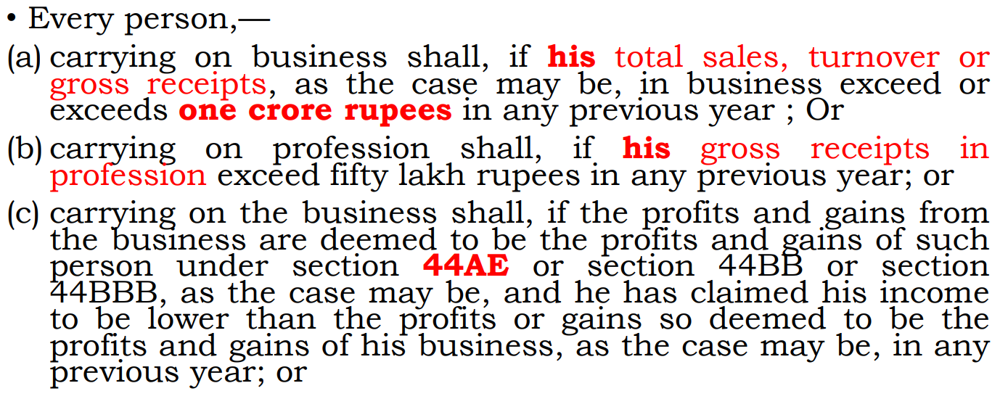 • Every person,—
(a) carrying on business shall, if his total sales, turnover or
gross receipts, as the case may be, in business exceed or
exceeds one crore rupees in any previous year ; Or
(b) carrying on profession shall, if his gross receipts in
profession exceed fifty lakh rupees in any previous year; or
(c) carrying on the business shall, if the profits and gains from
the business are deemed to be the profits and gains of such
person under section 44AE or section 44BB or section
44BBB, as the case may be, and he has claimed his income
to be lower than the profits or gains so deemed to be the
profits and gains of his business, as the case may be, in any
previous year; or